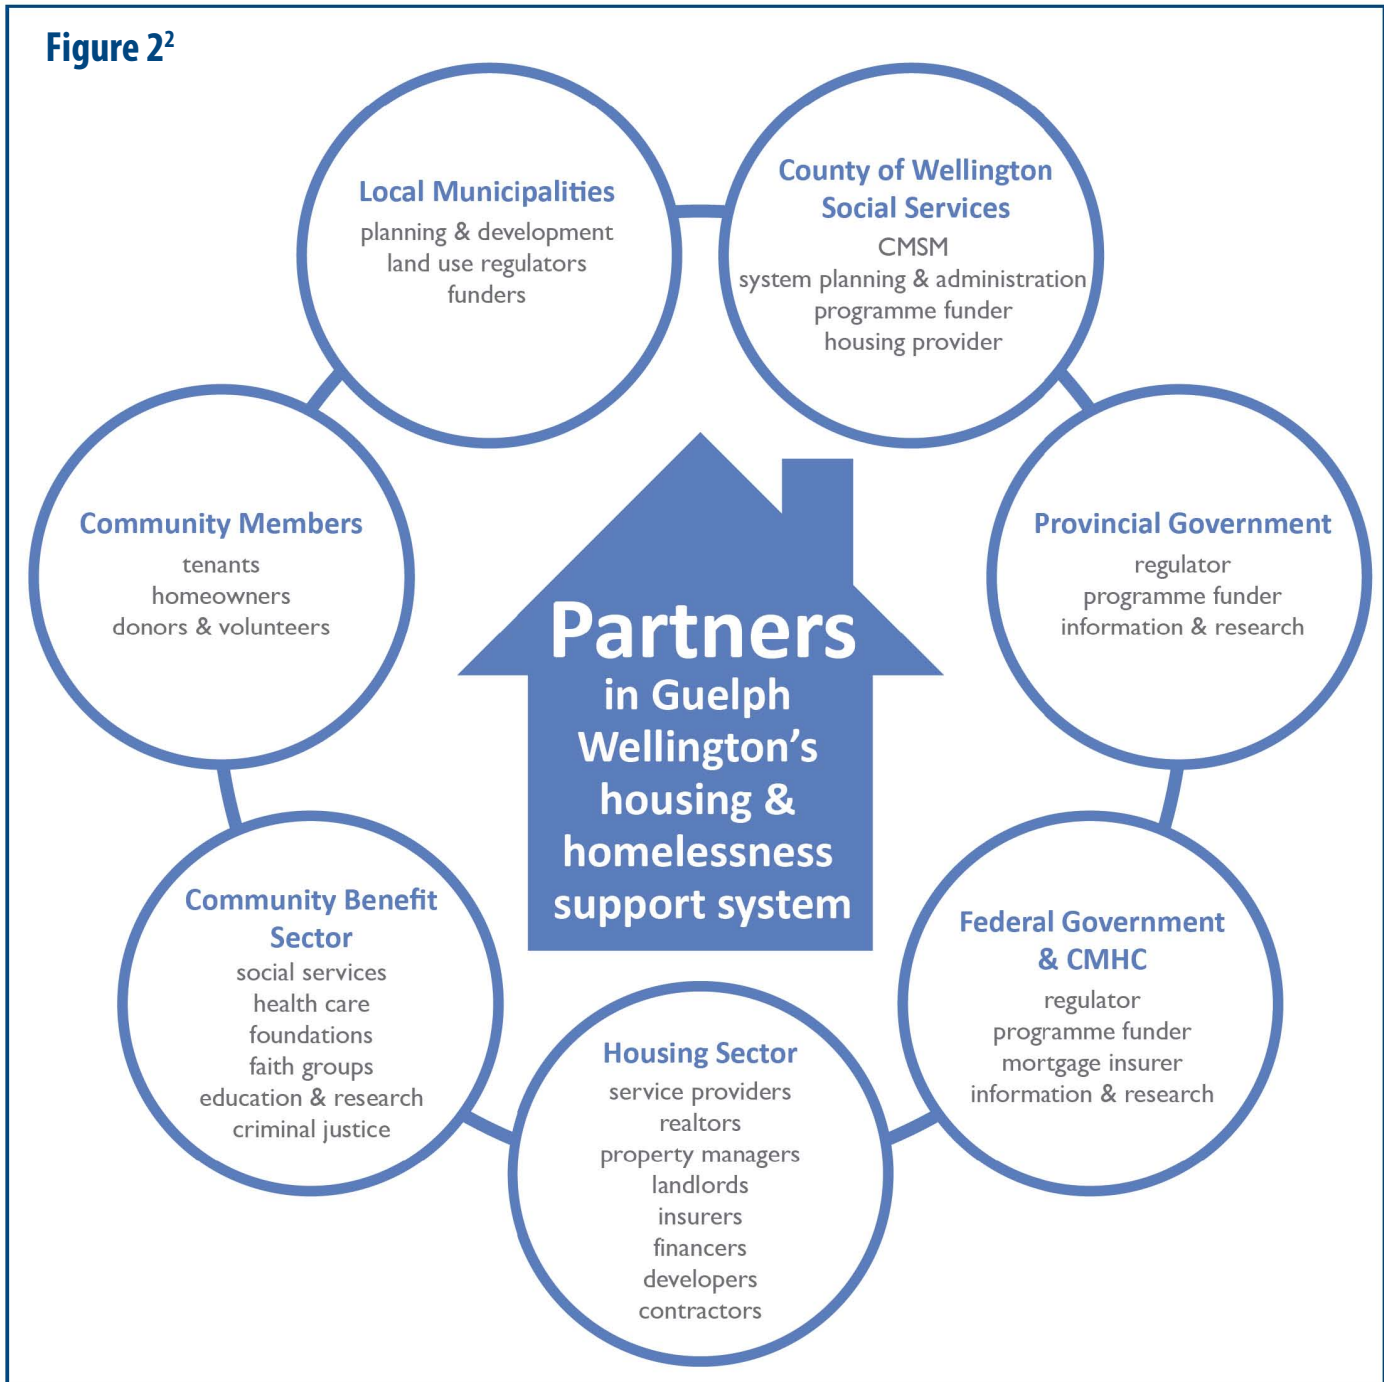 Figure 2²
Local Municipalities
planning & development
land use regulators
funders
County of Wellington
Social Services
CMSM
system planning & administration
programme funder
housing provider
Community Members
tenants
homeowners
donors & volunteers
Provincial Government
regulator
programme funder
information & research
Partners
in Guelph
Wellington’s
housing &
homelessness
support system
Community Benefit
Sector
social services
health care
foundations
faith groups
education & research
criminal justice
Federal Government
& CMHC
regulator
programme funder
mortgage insurer
information & research
Housing Sector
service providers
realtors
property managers
landlords
insurers
financers
developers
contractors